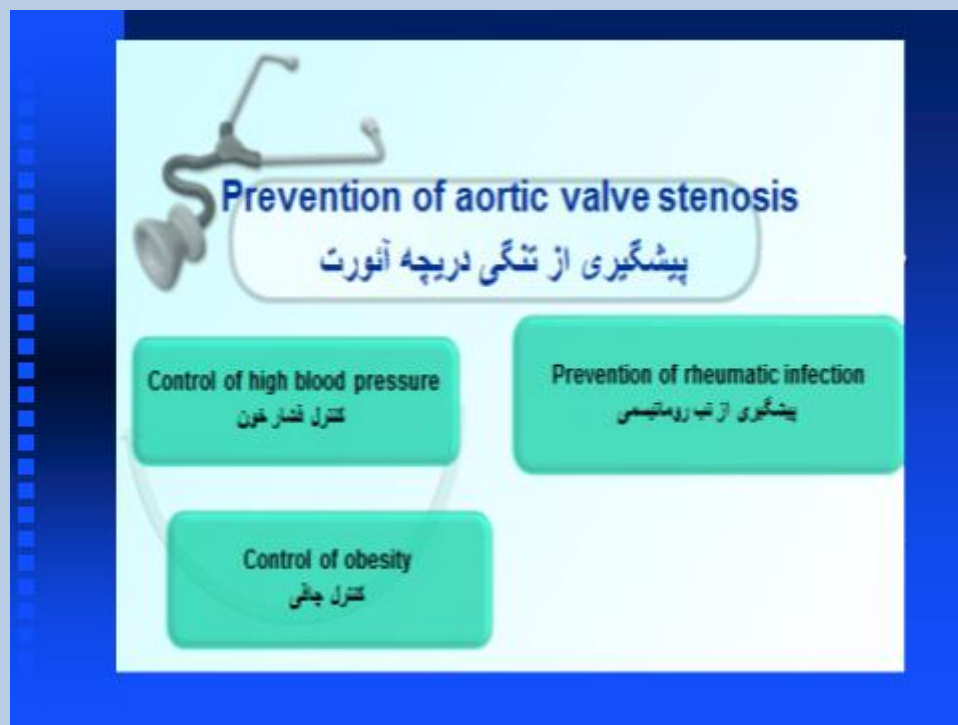 Prevention of aortic valve stenosis
پیشگیری از تنگی دریچه آئورت
Control of high blood pressure
کنترل فشار خون
Prevention of rheumatic infection
پیشگیری از تب روماتیسمی
Control of obesity
کنترل چاقی